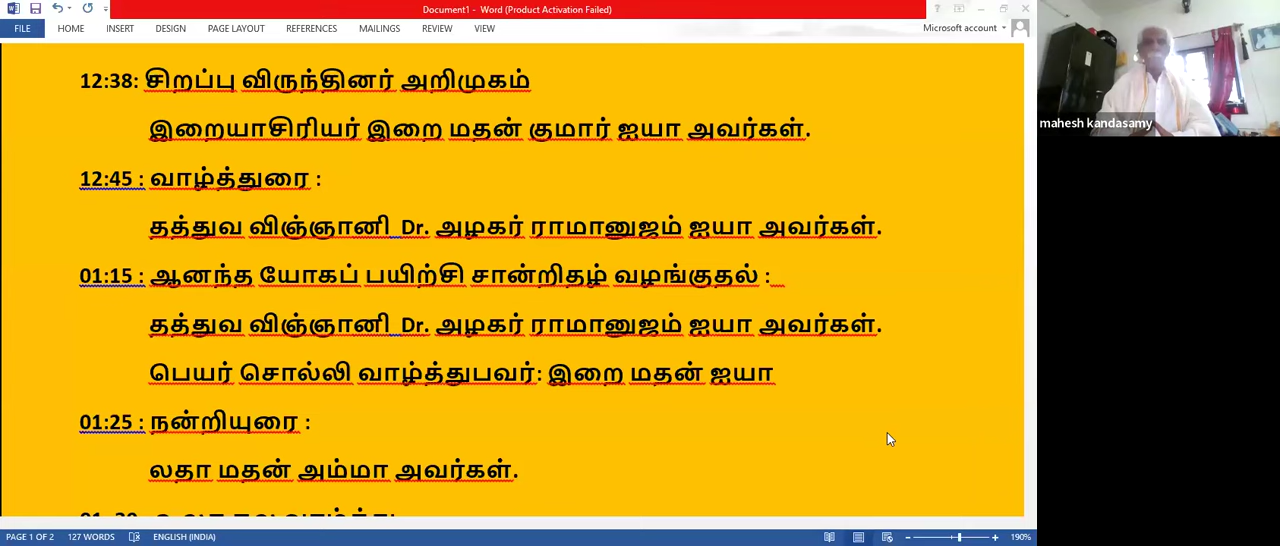 Document1 - Word (Product Activation Failed)
FILE HOME INSERT DESIGN PAGE LAYOUT REFERENCES MAILINGS REVIEW VIEW Microsoft account
12:38: சிறப்பு விருந்தினர் அறிமுகம்
இறையாசிரியர் இறை மதன் குமார் ஐயா அவர்கள்.
12:45 : வாழ்த்துரை :
தத்துவ விஞ்ஞானி Dr. அழகர் ராமானுஜம் ஐயா அவர்கள்.
01:15 : ஆனந்த யோகப் பயிற்சி சான்றிதழ் வழங்குதல் :
தத்துவ விஞ்ஞானி Dr. அழகர் ராமானுஜம் ஐயா அவர்கள்.
பெயர் சொல்லி வாழ்த்துபவர்: இறை மதன் ஐயா
01:25 : நன்றியுரை :
லதா மதன் அம்மா அவர்கள்.
PAGE 1 OF 2 127 WORDS ENGLISH (INDIA) 190%
mahesh kandasamy